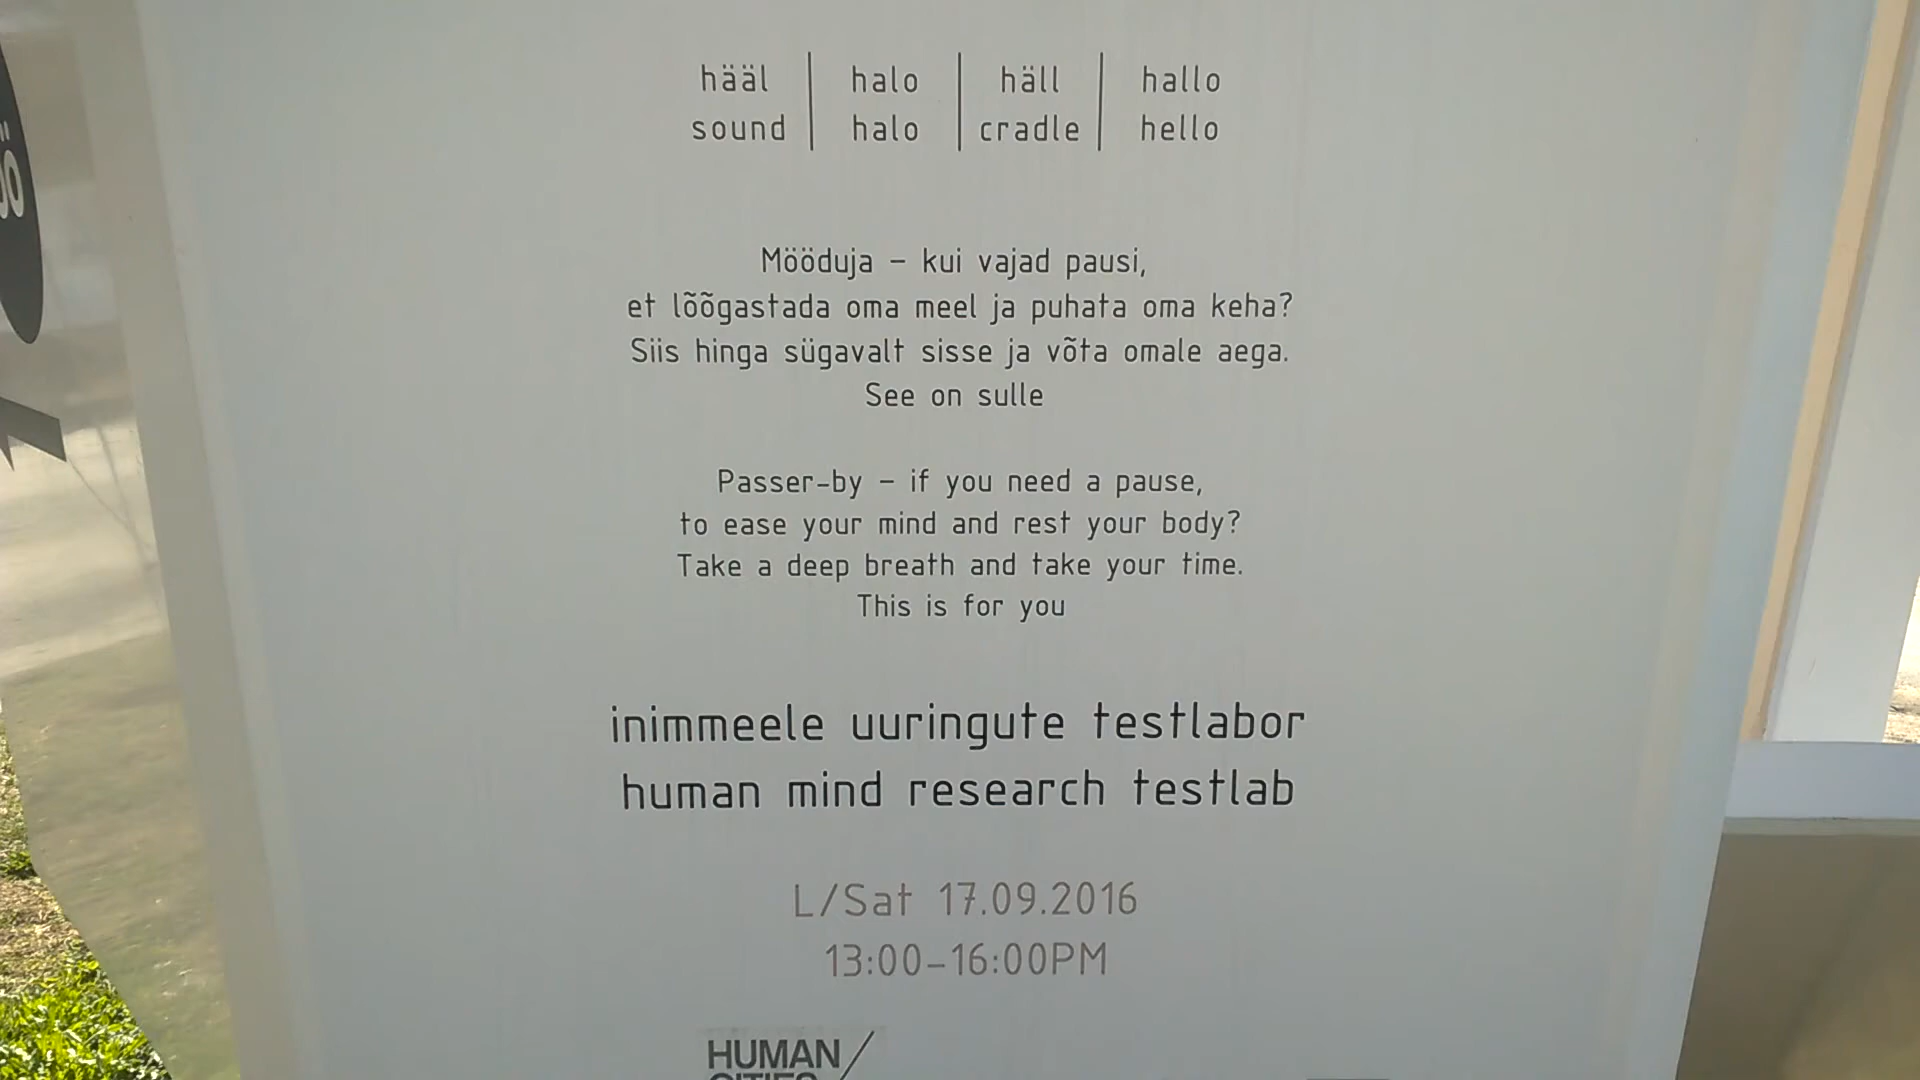 hääl | halo | häll | hallo
sound | halo | cradle | hello
Mööduja – kui vajad pausi,
et lõõgastada oma meel ja puhata oma keha?
Siis hinga sügavalt sisse ja võta omale aega.
See on sulle
Passer-by – if you need a pause,
to ease your mind and rest your body?
Take a deep breath and take your time.
This is for you
inimmeele uuringute testlabor
human mind research testlab
L/Sat 17.09.2016
13:00–16:00PM
HUMAN/